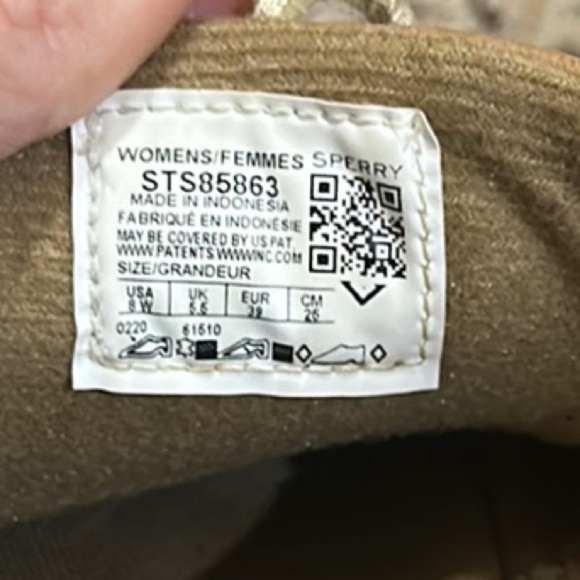 WOMENS/FEMMES SPERRY
STS85863
MADE IN INDONESIA
FABRIQUÉ EN INDONÉSIE
MAY BE COVERED BY US PAT.
WWW.PATENTS.WWWINC.COM
SIZE/GRANDEUR
USA UK EUR CM
8 W 5.5 39 25
0220 61510